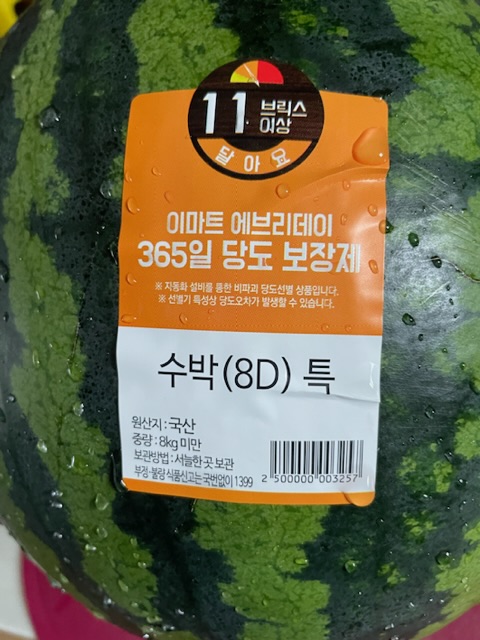 11 브릭스
이상
달아요
이마트 에브리데이
365일 당도 보장제
※ 자동화 설비를 통한 비파괴 당도선별 상품입니다.
※ 선별기 특성상 당도오차가 발생할 수 있습니다.
수박(8D) 특
원산지 : 국산
중량 : 8kg 미만
보관방법 : 서늘한 곳 보관
부정·불량 식품신고는 국번없이 1399
2 500000 003257